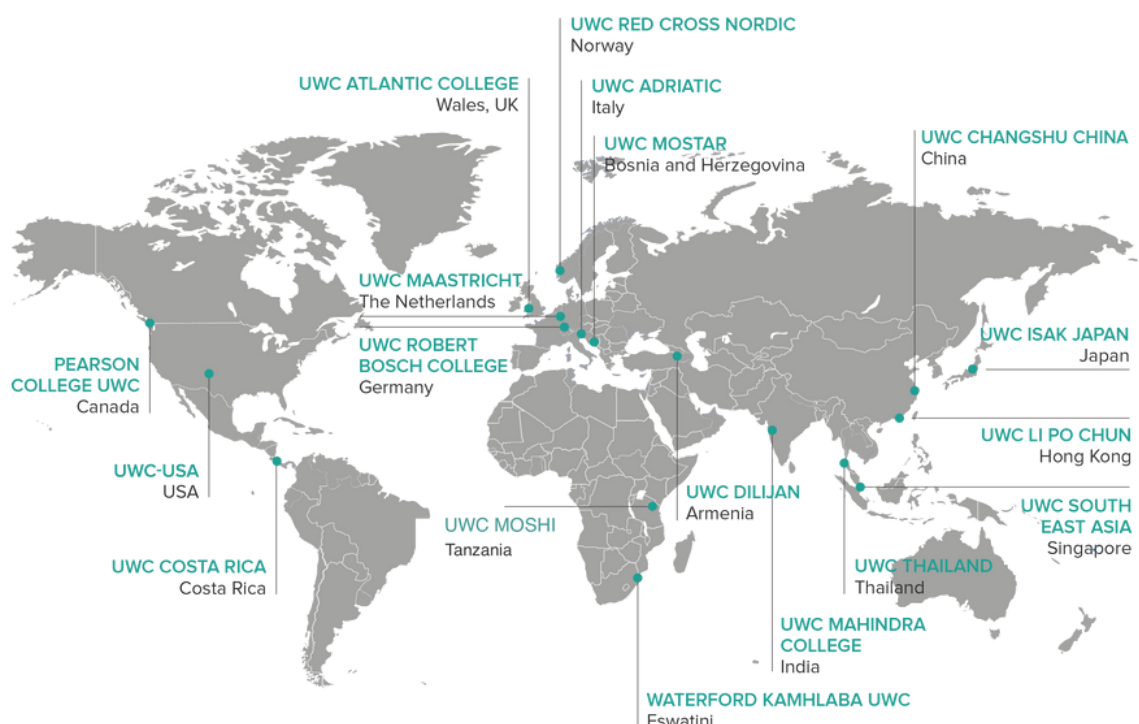 UWC RED CROSS NORDIC
Norway
UWC ATLANTIC COLLEGE
Wales, UK
UWC ADRIATIC
Italy
UWC MOSTAR
Bosnia and Herzegovina
UWC CHANGSHU CHINA
China
UWC MAASTRICHT
The Netherlands
UWC ROBERT
BOSCH COLLEGE
Germany
PEARSON
COLLEGE UWC
Canada
UWC ISAK JAPAN
Japan
UWC LI PO CHUN
Hong Kong
UWC-USA
USA
UWC DILIJAN
Armenia
UWC SOUTH
EAST ASIA
Singapore
UWC MOSHI
Tanzania
UWC COSTA RICA
Costa Rica
UWC THAILAND
Thailand
UWC MAHINDRA
COLLEGE
India
WATERFORD KAMHLABA UWC
Eswatini